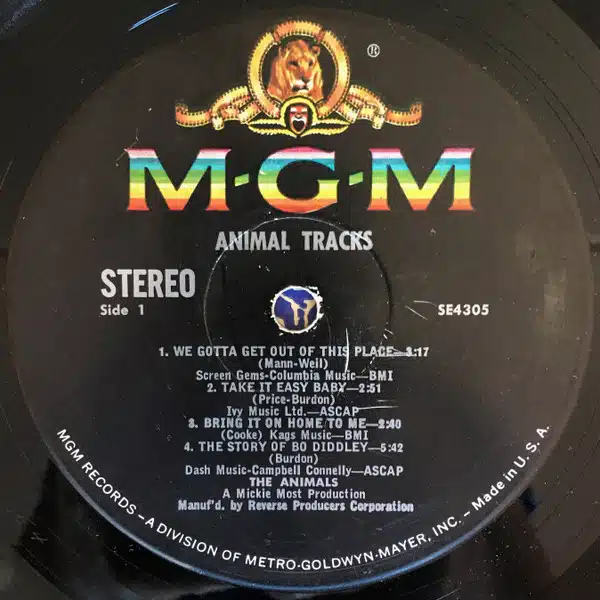 ®
M-G-M
ANIMAL TRACKS
STEREO
Side 1
SE4305
1. WE GOTTA GET OUT OF THIS PLACE—3:17
(Mann-Weil)
Screen Gems-Columbia Music—BMI
2. TAKE IT EASY BABY—2:51
(Price-Burdon)
Ivy Music Ltd.—ASCAP
3. BRING IT ON HOME TO ME—2:40
(Cooke) Kags Music—BMI
4. THE STORY OF BO DIDDLEY—5:42
(Burdon)
Dash Music-Campbell Connelly—ASCAP
THE ANIMALS
A Mickie Most Production
Manuf'd. by Reverse Producers Corporation
MGM RECORDS — A DIVISION OF METRO-GOLDWYN-MAYER, INC. — Made in U. S. A.